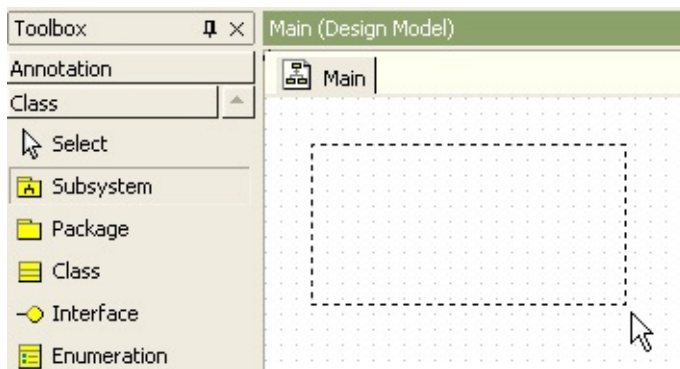 Toolbox
Main (Design Model)
Annotation
Main
Class
Select
Subsystem
Package
Class
Interface
Enumeration